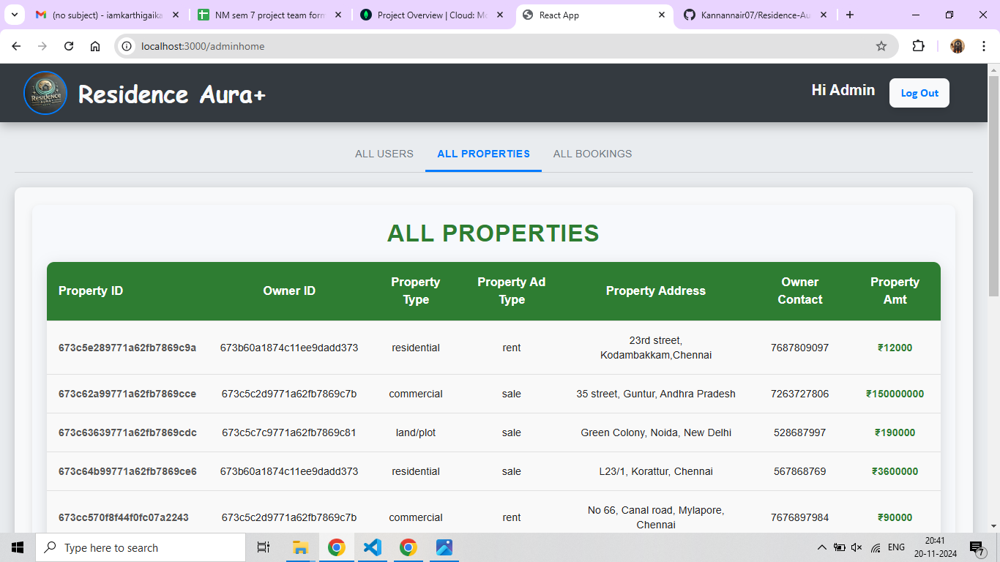 (no subject) - iamkarthigaika
NM sem 7 project team form
Project Overview | Cloud: Mo
React App
Kannannair07/Residence-Au
localhost:3000/adminhome
Residence Aura+
Hi Admin
Log Out
ALL USERS
ALL PROPERTIES
ALL BOOKINGS
ALL PROPERTIES
Property ID
Owner ID
Property
Type
Property Ad
Type
Property Address
Owner
Contact
Property
Amt
673c5e289771a62fb7869c9a
673b60a1874c11ee9dadd373
residential
rent
23rd street,
Kodambakkam,Chennai
7687809097
₹12000
673c62a99771a62fb7869cce
673c5c2d9771a62fb7869c7b
commercial
sale
35 street, Guntur, Andhra Pradesh
7263727806
₹150000000
673c63639771a62fb7869cdc
673c5c7c9771a62fb7869c81
land/plot
sale
Green Colony, Noida, New Delhi
528687997
₹190000
673c64b99771a62fb7869ce6
673b60a1874c11ee9dadd373
residential
sale
L23/1, Korattur, Chennai
567868769
₹3600000
673cc570f8f44f0fc07a2243
673c5c2d9771a62fb7869c7b
commercial
rent
No 66, Canal road, Mylapore,
Chennai
7676897984
₹90000
Type here to search
ENG
20:41
20-11-2024
7